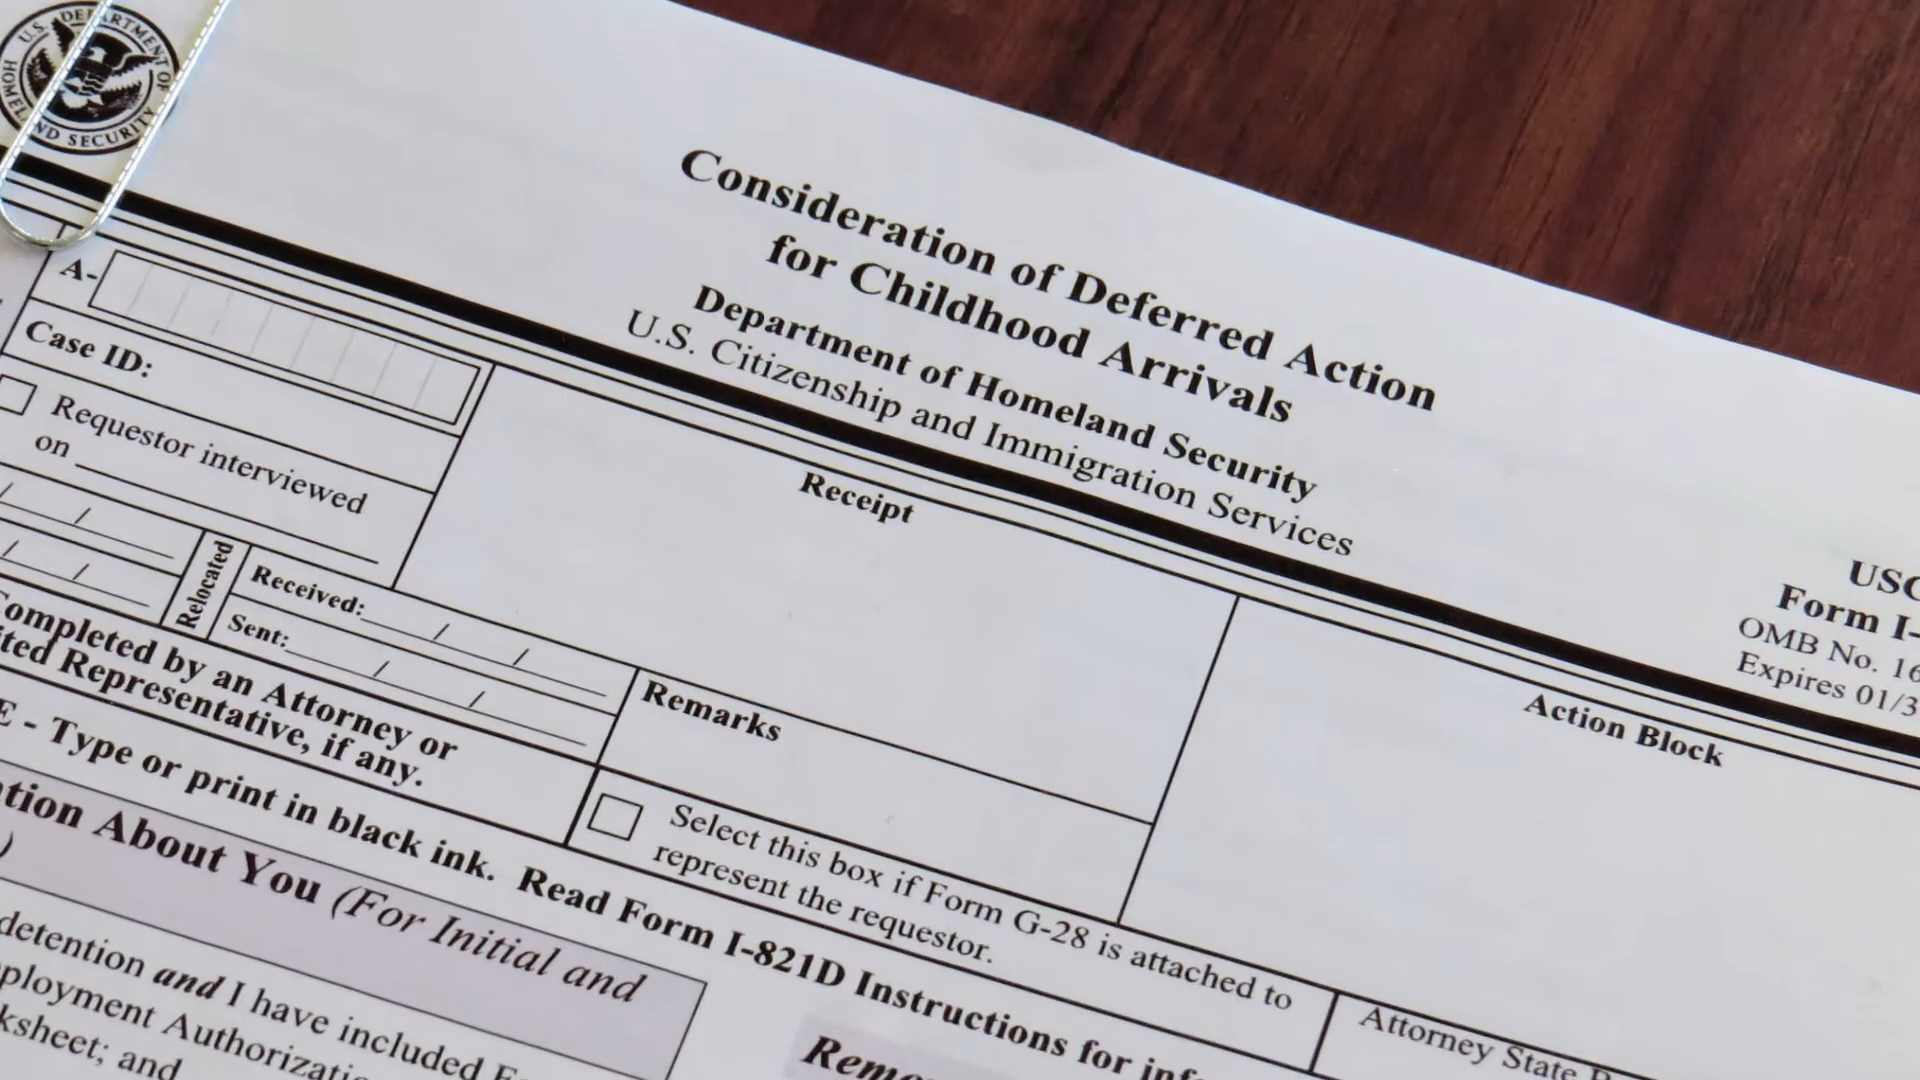 U.S. DEPARTMENT OF
HOMELAND SECURITY
Consideration of Deferred Action
for Childhood Arrivals
Department of Homeland Security
U.S. Citizenship and Immigration Services
USC
Form I-
OMB No. 16
Expires 01/3
A-
Case ID:
Requestor interviewed
on
Receipt
Action Block
Relocated
Received:
Sent:
Remarks
Completed by an Attorney or
ited Representative, if any.
Select this box if Form G-28 is attached to
represent the requestor.
Attorney State
E - Type or print in black ink. Read Form I-821D Instructions for inf
tion About You (For Initial and
)
detention and I have included F
ployment Authorizati
ksheet; and
Remo